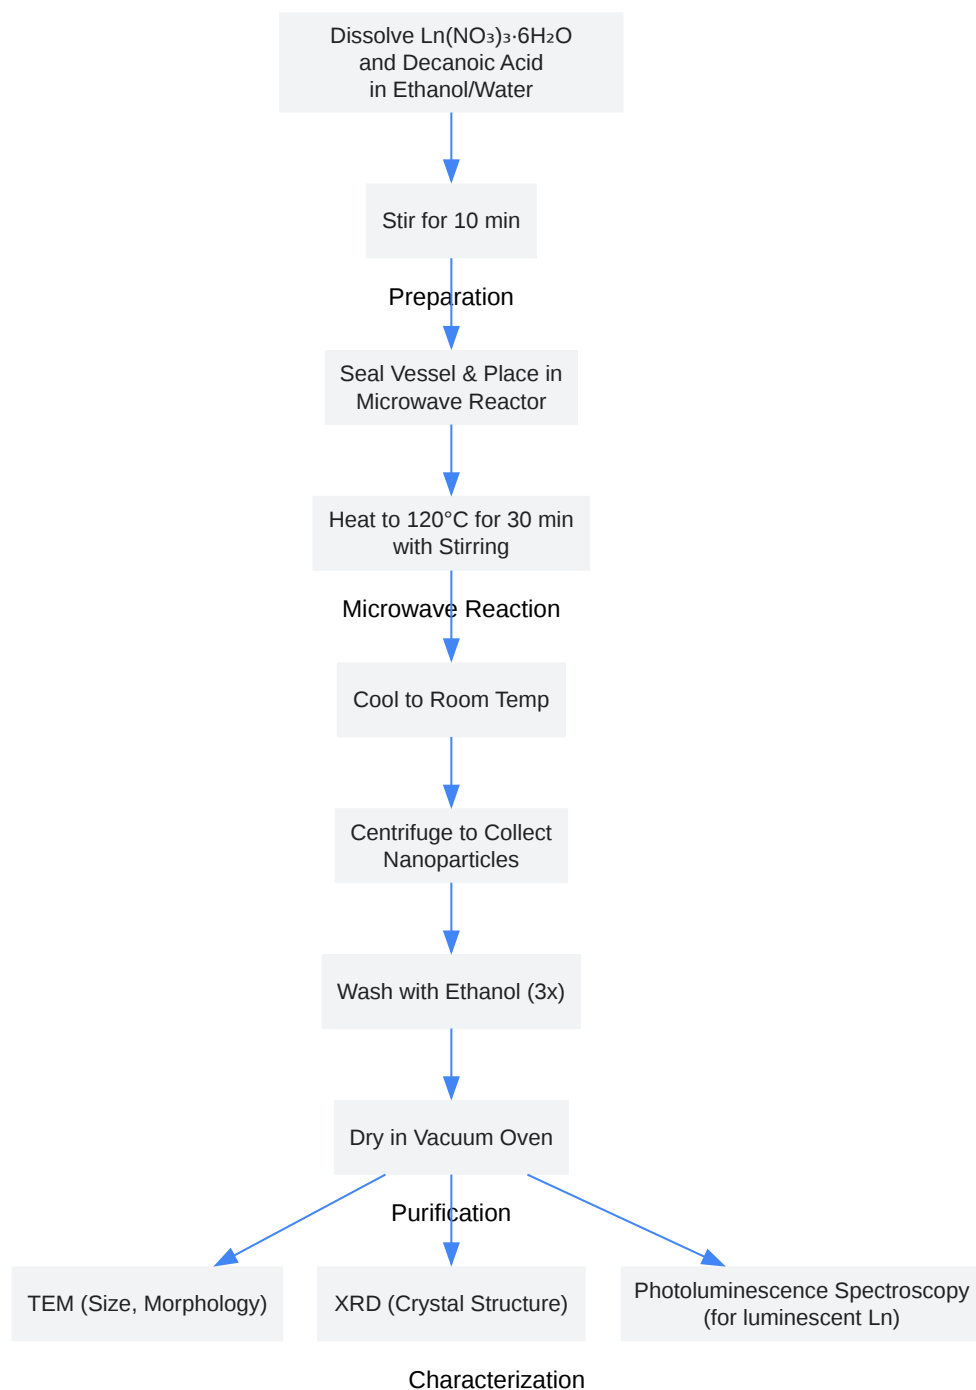 Dissolve Ln(NO₃)₃·6H₂O
and Decanoic Acid
in Ethanol/Water
Stir for 10 min
Preparation
Seal Vessel & Place in
Microwave Reactor
Heat to 120°C for 30 min
with Stirring
Microwave Reaction
Cool to Room Temp
Centrifuge to Collect
Nanoparticles
Wash with Ethanol (3x)
Dry in Vacuum Oven
Purification
TEM (Size, Morphology)
XRD (Crystal Structure)
Photoluminescence Spectroscopy
(for luminescent Ln)
Characterization